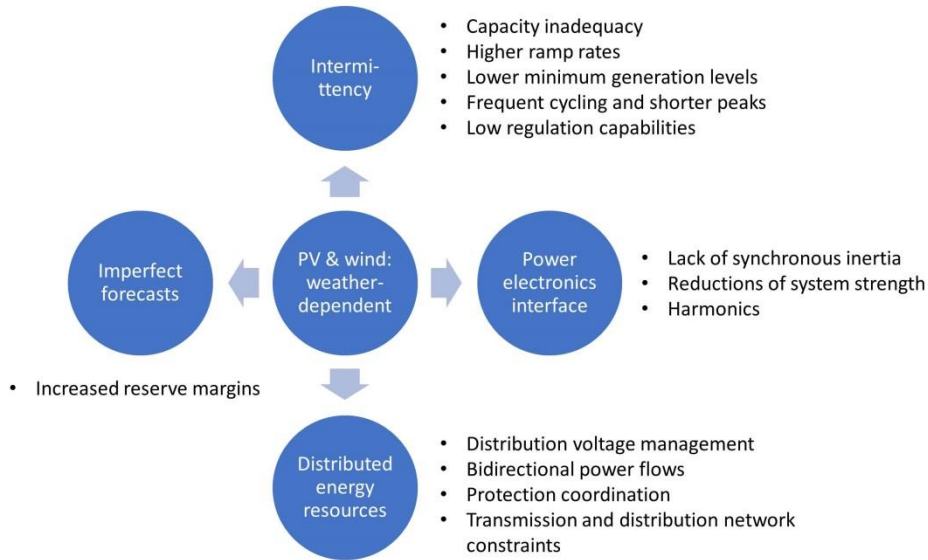 Intermi-
ttency
• Capacity inadequacy
• Higher ramp rates
• Lower minimum generation levels
• Frequent cycling and shorter peaks
• Low regulation capabilities
Imperfect
forecasts
PV & wind:
weather-
dependent
Power
electronics
interface
• Lack of synchronous inertia
• Reductions of system strength
• Harmonics
• Increased reserve margins
Distributed
energy
resources
• Distribution voltage management
• Bidirectional power flows
• Protection coordination
• Transmission and distribution network
constraints